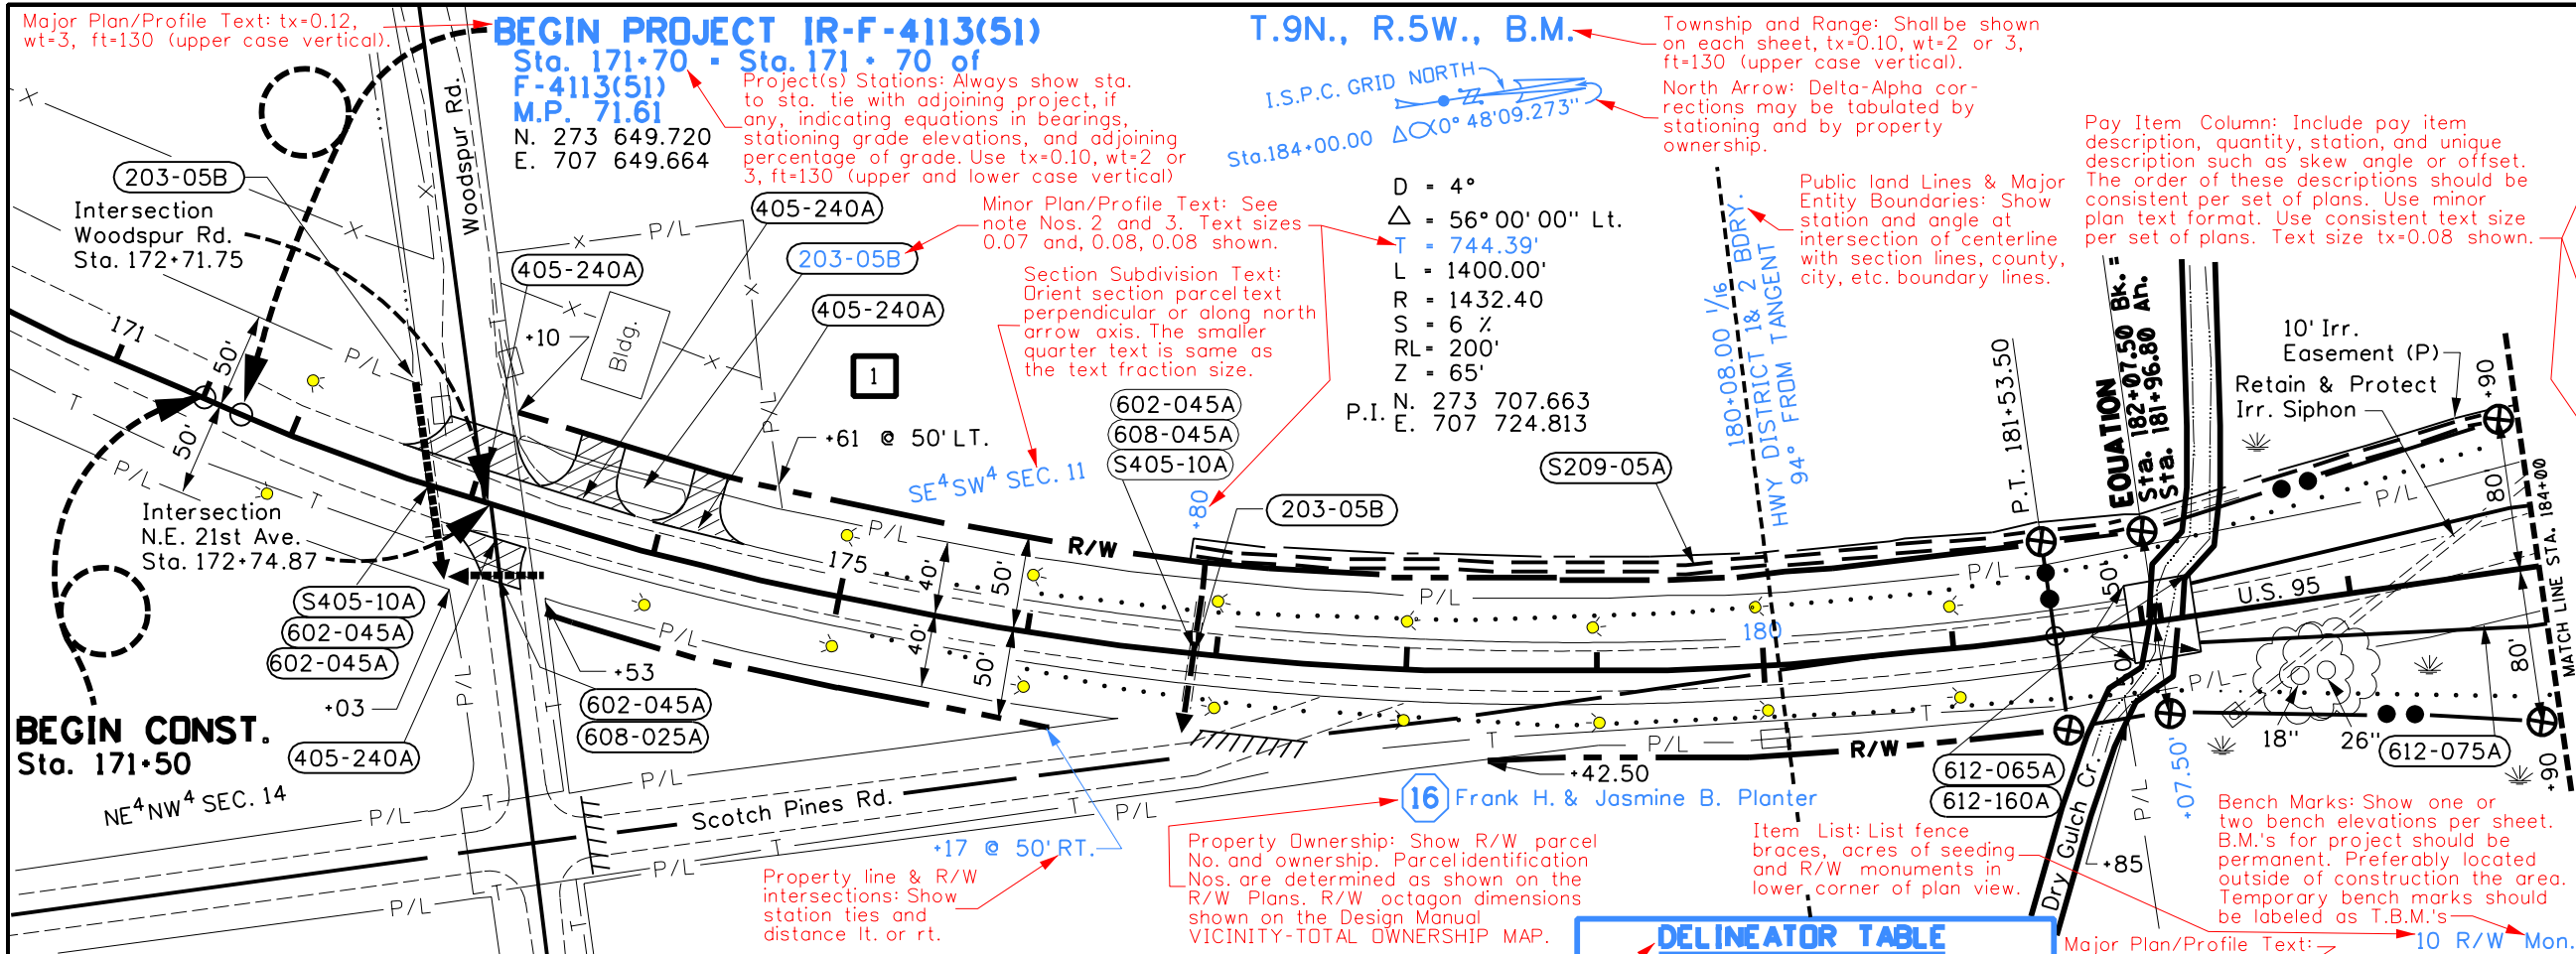 Major Plan/Profile Text: tx=0.12,
wt=3, ft=130 (upper case vertical).
BEGIN PROJECT IR-F-4113(51)
Sta. 171+70 = Sta. 171 + 70 of
F-4113(51)
M.P. 71.61
N. 273 649.720
E. 707 649.664
Project(s) Stations: Always show sta.
to sta. tie with adjoining project, if
any, indicating equations in bearings,
stationing grade elevations, and adjoining
percentage of grade. Use tx=0.10, wt=2 or
3, ft=130 (upper and lower case vertical)
T.9N., R.5W., B.M.
Township and Range: Shall be shown
on each sheet, tx=0.10, wt=2 or 3,
ft=130 (upper case vertical).
I.S.P.C. GRID NORTH
Sta.184+00.00 Δ∝0° 48'09.273"
North Arrow: Delta-Alpha cor-
rections may be tabulated by
stationing and by property
ownership.
Pay Item Column: Include pay item
description, quantity, station, and unique
description such as skew angle or offset.
The order of these descriptions should be
consistent per set of plans. Use minor
plan text format. Use consistent text size
per set of plans. Text size tx=0.08 shown.
Public land Lines & Major
Entity Boundaries: Show
station and angle at
intersection of centerline
with section lines, county,
city, etc. boundary lines.
Minor Plan/Profile Text: See
note Nos. 2 and 3. Text sizes
0.07 and, 0.08, 0.08 shown.
Section Subdivision Text:
Orient section parcel text
perpendicular or along north
arrow axis. The smaller
quarter text is same as
the text fraction size.
D = 4°
△ = 56° 00' 00" Lt.
T = 744.39'
L = 1400.00'
R = 1432.40
S = 6 %
RL= 200'
Z = 65'
P.I. N. 273 707.663
E. 707 724.813
Woodspur Rd.
203-05B
Intersection
Woodspur Rd.
Sta. 172+71.75
405-240A
203-05B
405-240A
405-240A
P/L
+10
Bldg.
1
+61 @ 50' LT.
P/L
SE⁴SW⁴ SEC. 11
602-045A
608-045A
S405-10A
+80
203-05B
S209-05A
180+08.00 1/16
HWY DISTRICT 1& 2 BDRY.
94° FROM TANGENT
P.T. 181+53.50
EQUATION
Sta. 182+07.50 Bk.=
Sta. 181+96.80 Ah.
10' Irr.
Easement (P)
Retain & Protect
Irr. Siphon
+90
MATCH LINE STA. 184+00
171
50'
50'
P/L
T
P/L
T
Intersection
N.E. 21st Ave.
Sta. 172+74.87
S405-10A
602-045A
602-045A
+03
405-240A
BEGIN CONST.
Sta. 171+50
NE⁴NW⁴ SEC. 14
+53
602-045A
608-025A
175
40'
50'
40'
50'
P/L
R/W
P/L
P/L
180
P/L
50'
U.S. 95
P/L
80'
80'
P/L
T
P/L
R/W
T
+42.50
16 Frank H. & Jasmine B. Planter
612-065A
612-160A
18"
26"
612-075A
+90
+07.50'
P/L
+85
Dry Gulch Cr.
Scotch Pines Rd.
P/L
P/L
T
P/L
P/L
P/L
T
+17 @ 50' RT.
Property line & R/W
intersections: Show
station ties and
distance lt. or rt.
Property Ownership: Show R/W parcel
No. and ownership. Parcel identification
Nos. are determined as shown on the
R/W Plans. R/W octagon dimensions
shown on the Design Manual
VICINITY-TOTAL OWNERSHIP MAP.
Item List: List fence
braces, acres of seeding
and R/W monuments in
lower corner of plan view.
Bench Marks: Show one or
two bench elevations per sheet.
B.M.'s for project should be
permanent. Preferably located
outside of construction the area.
Temporary bench marks should
be labeled as T.B.M.'s
DELINEATOR TABLE
Major Plan/Profile Text:
10 R/W Mon.